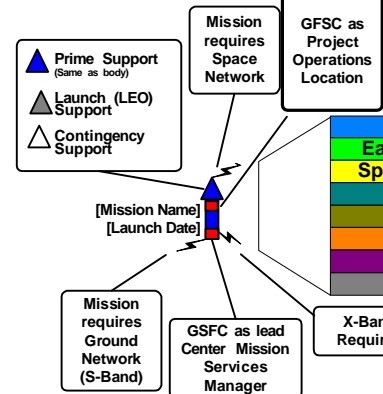 Mission
requires
Space
Network
GFSC as
Project
Operations
Location
Prime Support
(Same as body)
Launch (LEO)
Support
Contingency
Support
[Mission Name]
[Launch Date]
Mission
requires
Ground
Network
(S-Band)
GSFC as lead
Center Mission
Services
Manager